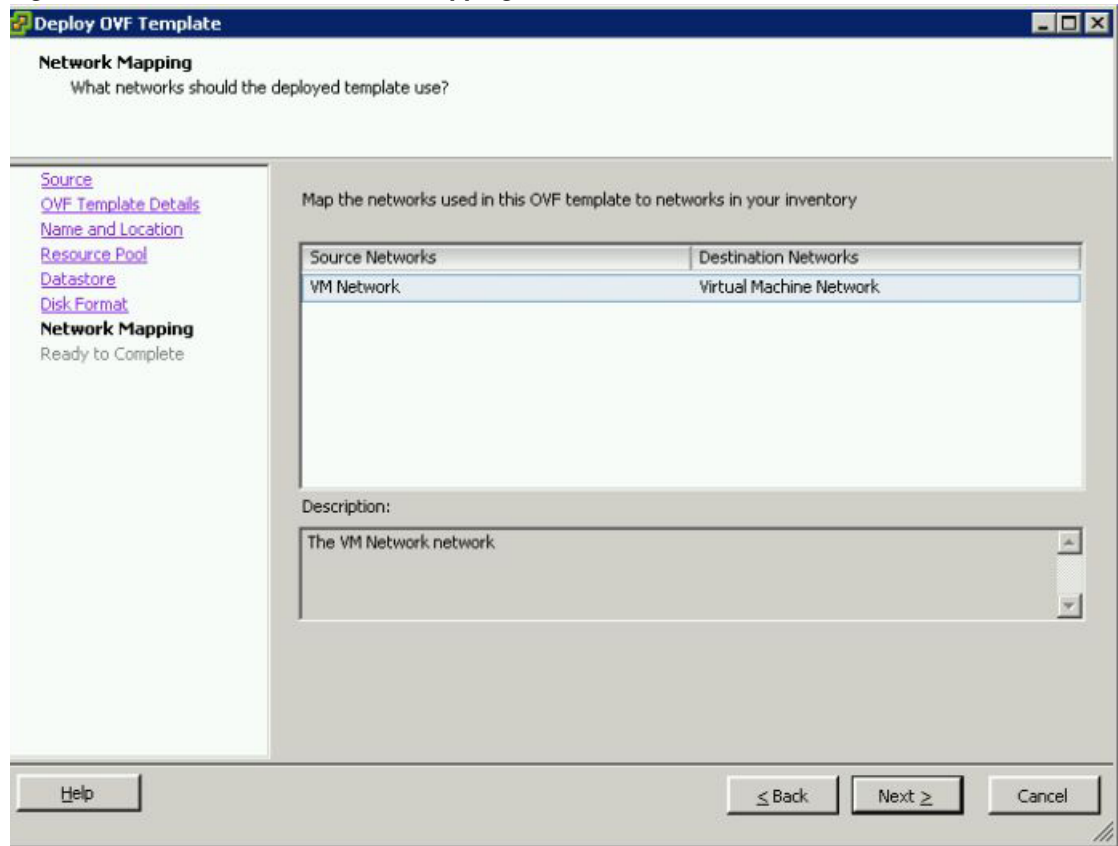 Deploy OVF Template
Network Mapping
What networks should the deployed template use?
Source
OVF Template Details
Name and Location
Resource Pool
Datastore
Disk Format
Network Mapping
Ready to Complete
Map the networks used in this OVF template to networks in your inventory
Source Networks Destination Networks
VM Network Virtual Machine Network
Description:
The VM Network network
Help ≤ Back Next ≥ Cancel